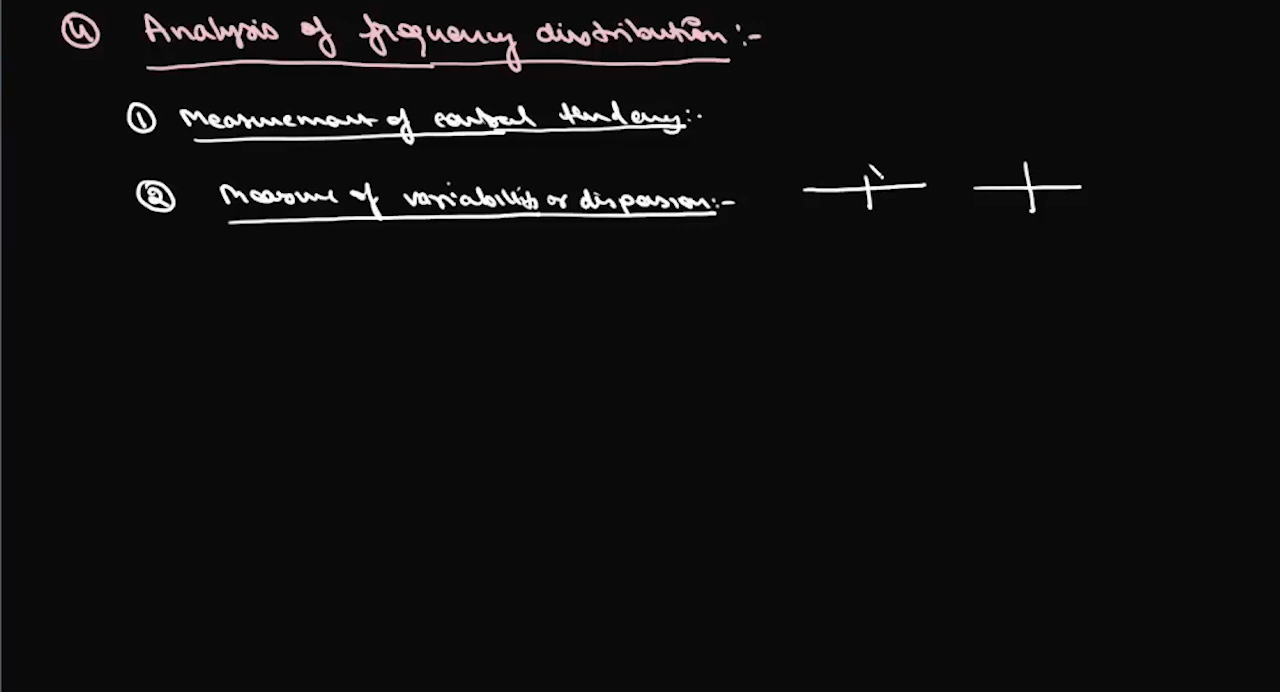 ④ Analysis of frequency distribution:-
① Measurement of central tendency:-
② Measure of variability or dispersion:-